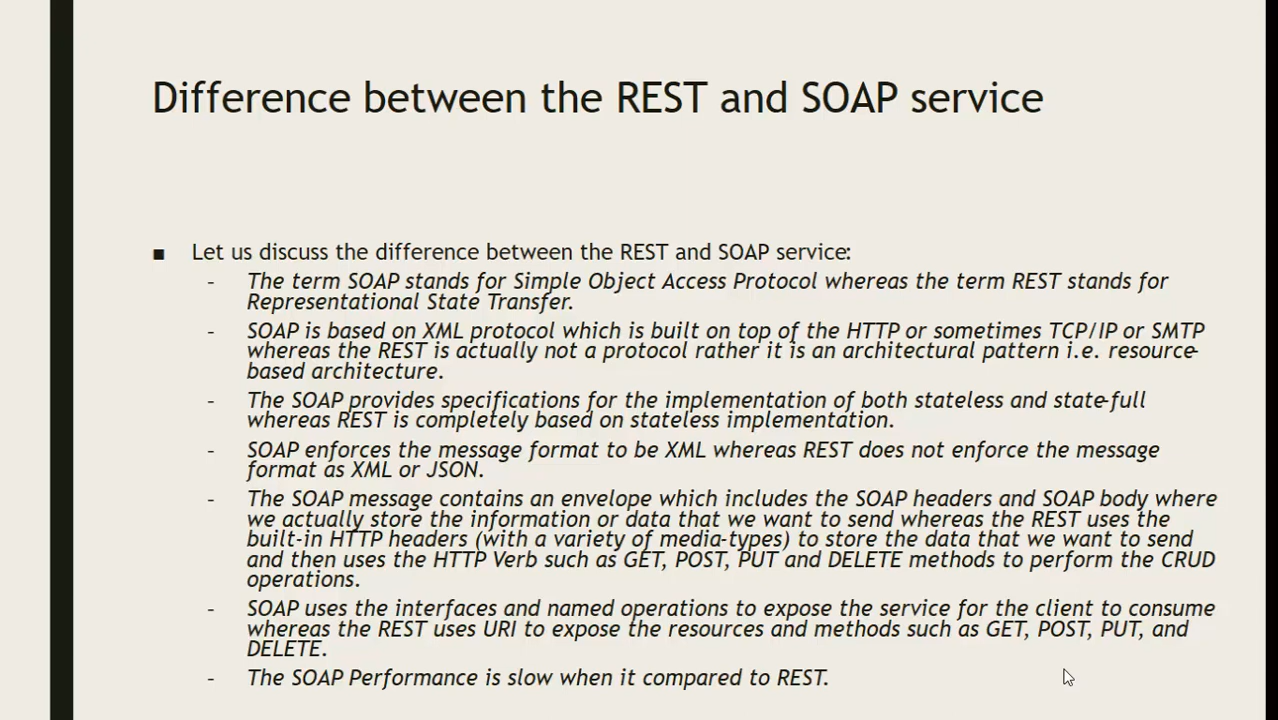 Difference between the REST and SOAP service
▪ Let us discuss the difference between the REST and SOAP service:
- The term SOAP stands for Simple Object Access Protocol whereas the term REST stands for
Representational State Transfer.
- SOAP is based on XML protocol which is built on top of the HTTP or sometimes TCP/IP or SMTP
whereas the REST is actually not a protocol rather it is an architectural pattern i.e. resource-
based architecture.
- The SOAP provides specifications for the implementation of both stateless and state-full
whereas REST is completely based on stateless implementation.
- SOAP enforces the message format to be XML whereas REST does not enforce the message
format as XML or JSON.
- The SOAP message contains an envelope which includes the SOAP headers and SOAP body where
we actually store the information or data that we want to send whereas the REST uses the
built-in HTTP headers (with a variety of media-types) to store the data that we want to send
and then uses the HTTP Verb such as GET, POST, PUT and DELETE methods to perform the CRUD
operations.
- SOAP uses the interfaces and named operations to expose the service for the client to consume
whereas the REST uses URI to expose the resources and methods such as GET, POST, PUT, and
DELETE.
- The SOAP Performance is slow when it compared to REST.